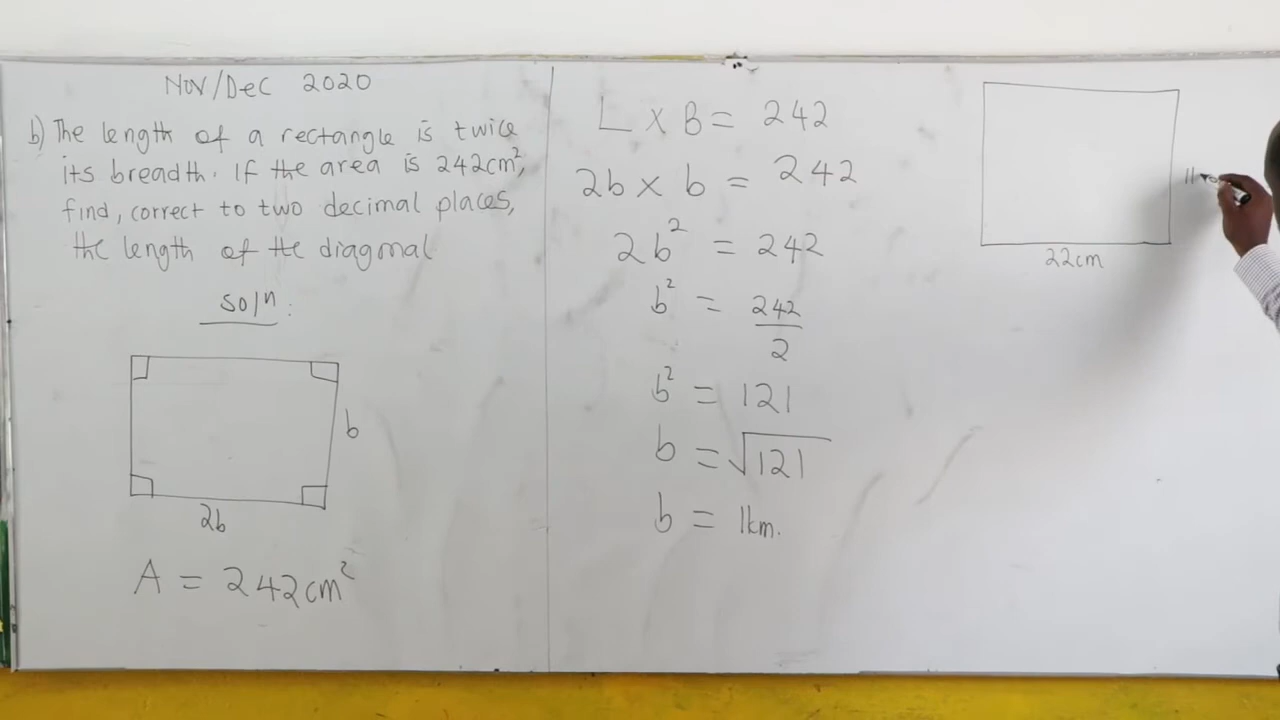 Nov/Dec 2020
b) The length of a rectangle is twice
its breadth. If the area is 242cm²,
find, correct to two decimal places,
the length of the diagonal.
soln:
b
2b
A = 242cm²
L x B = 242
2b x b = 242
2b² = 242
b² = 242
2
b² = 121
b = √121
b = 11cm.
22cm